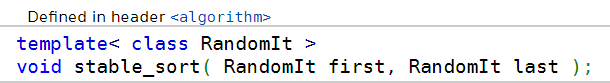 Defined in header <algorithm>
template< class RandomIt >
void stable_sort( RandomIt first, RandomIt last );